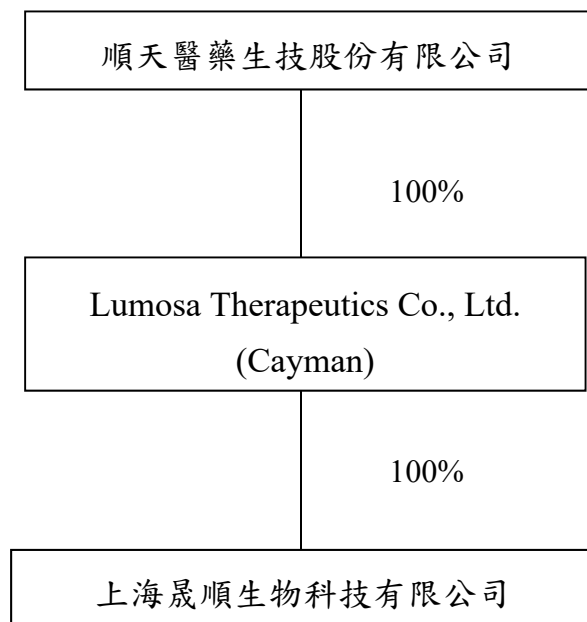 順天醫藥生技股份有限公司
100%
Lumosa Therapeutics Co., Ltd.
(Cayman)
100%
上海晟順生物科技有限公司